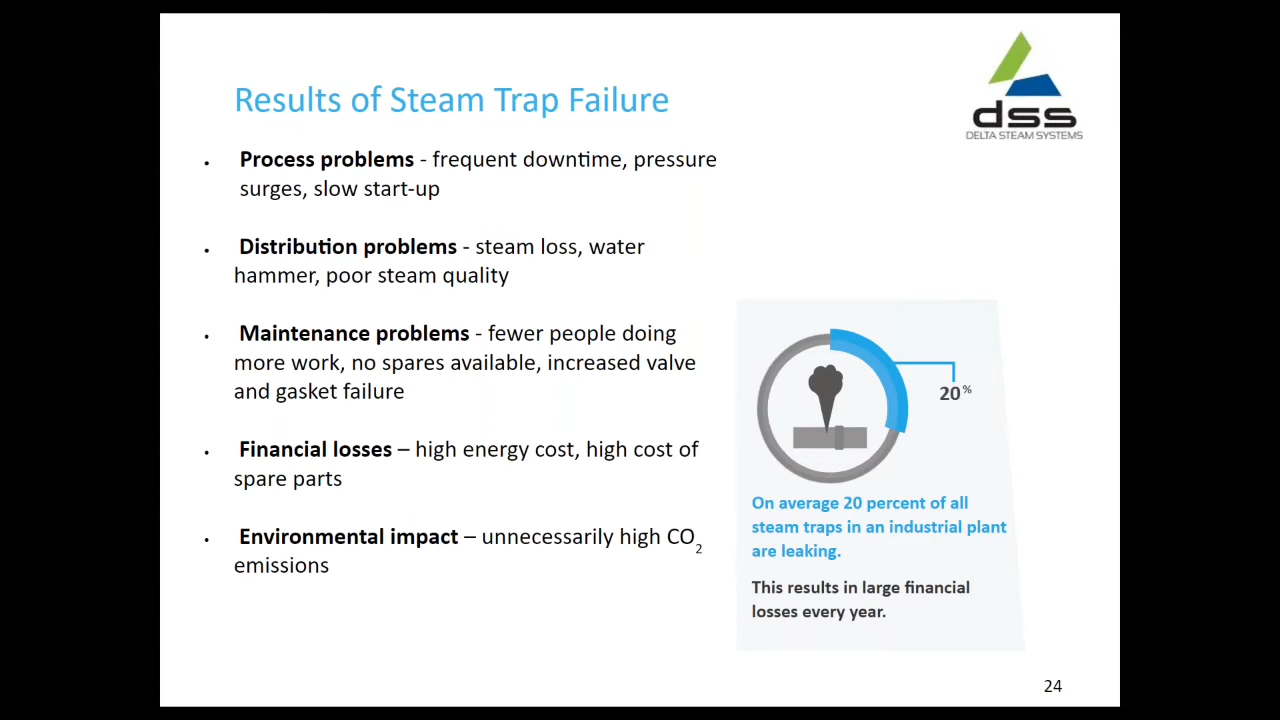 dss
DELTA STEAM SYSTEMS
Results of Steam Trap Failure
• Process problems - frequent downtime, pressure
surges, slow start-up
• Distribution problems - steam loss, water
hammer, poor steam quality
• Maintenance problems - fewer people doing
more work, no spares available, increased valve
and gasket failure
• Financial losses – high energy cost, high cost of
spare parts
• Environmental impact – unnecessarily high CO₂
emissions
20%
On average 20 percent of all
steam traps in an industrial plant
are leaking.
This results in large financial
losses every year.
24